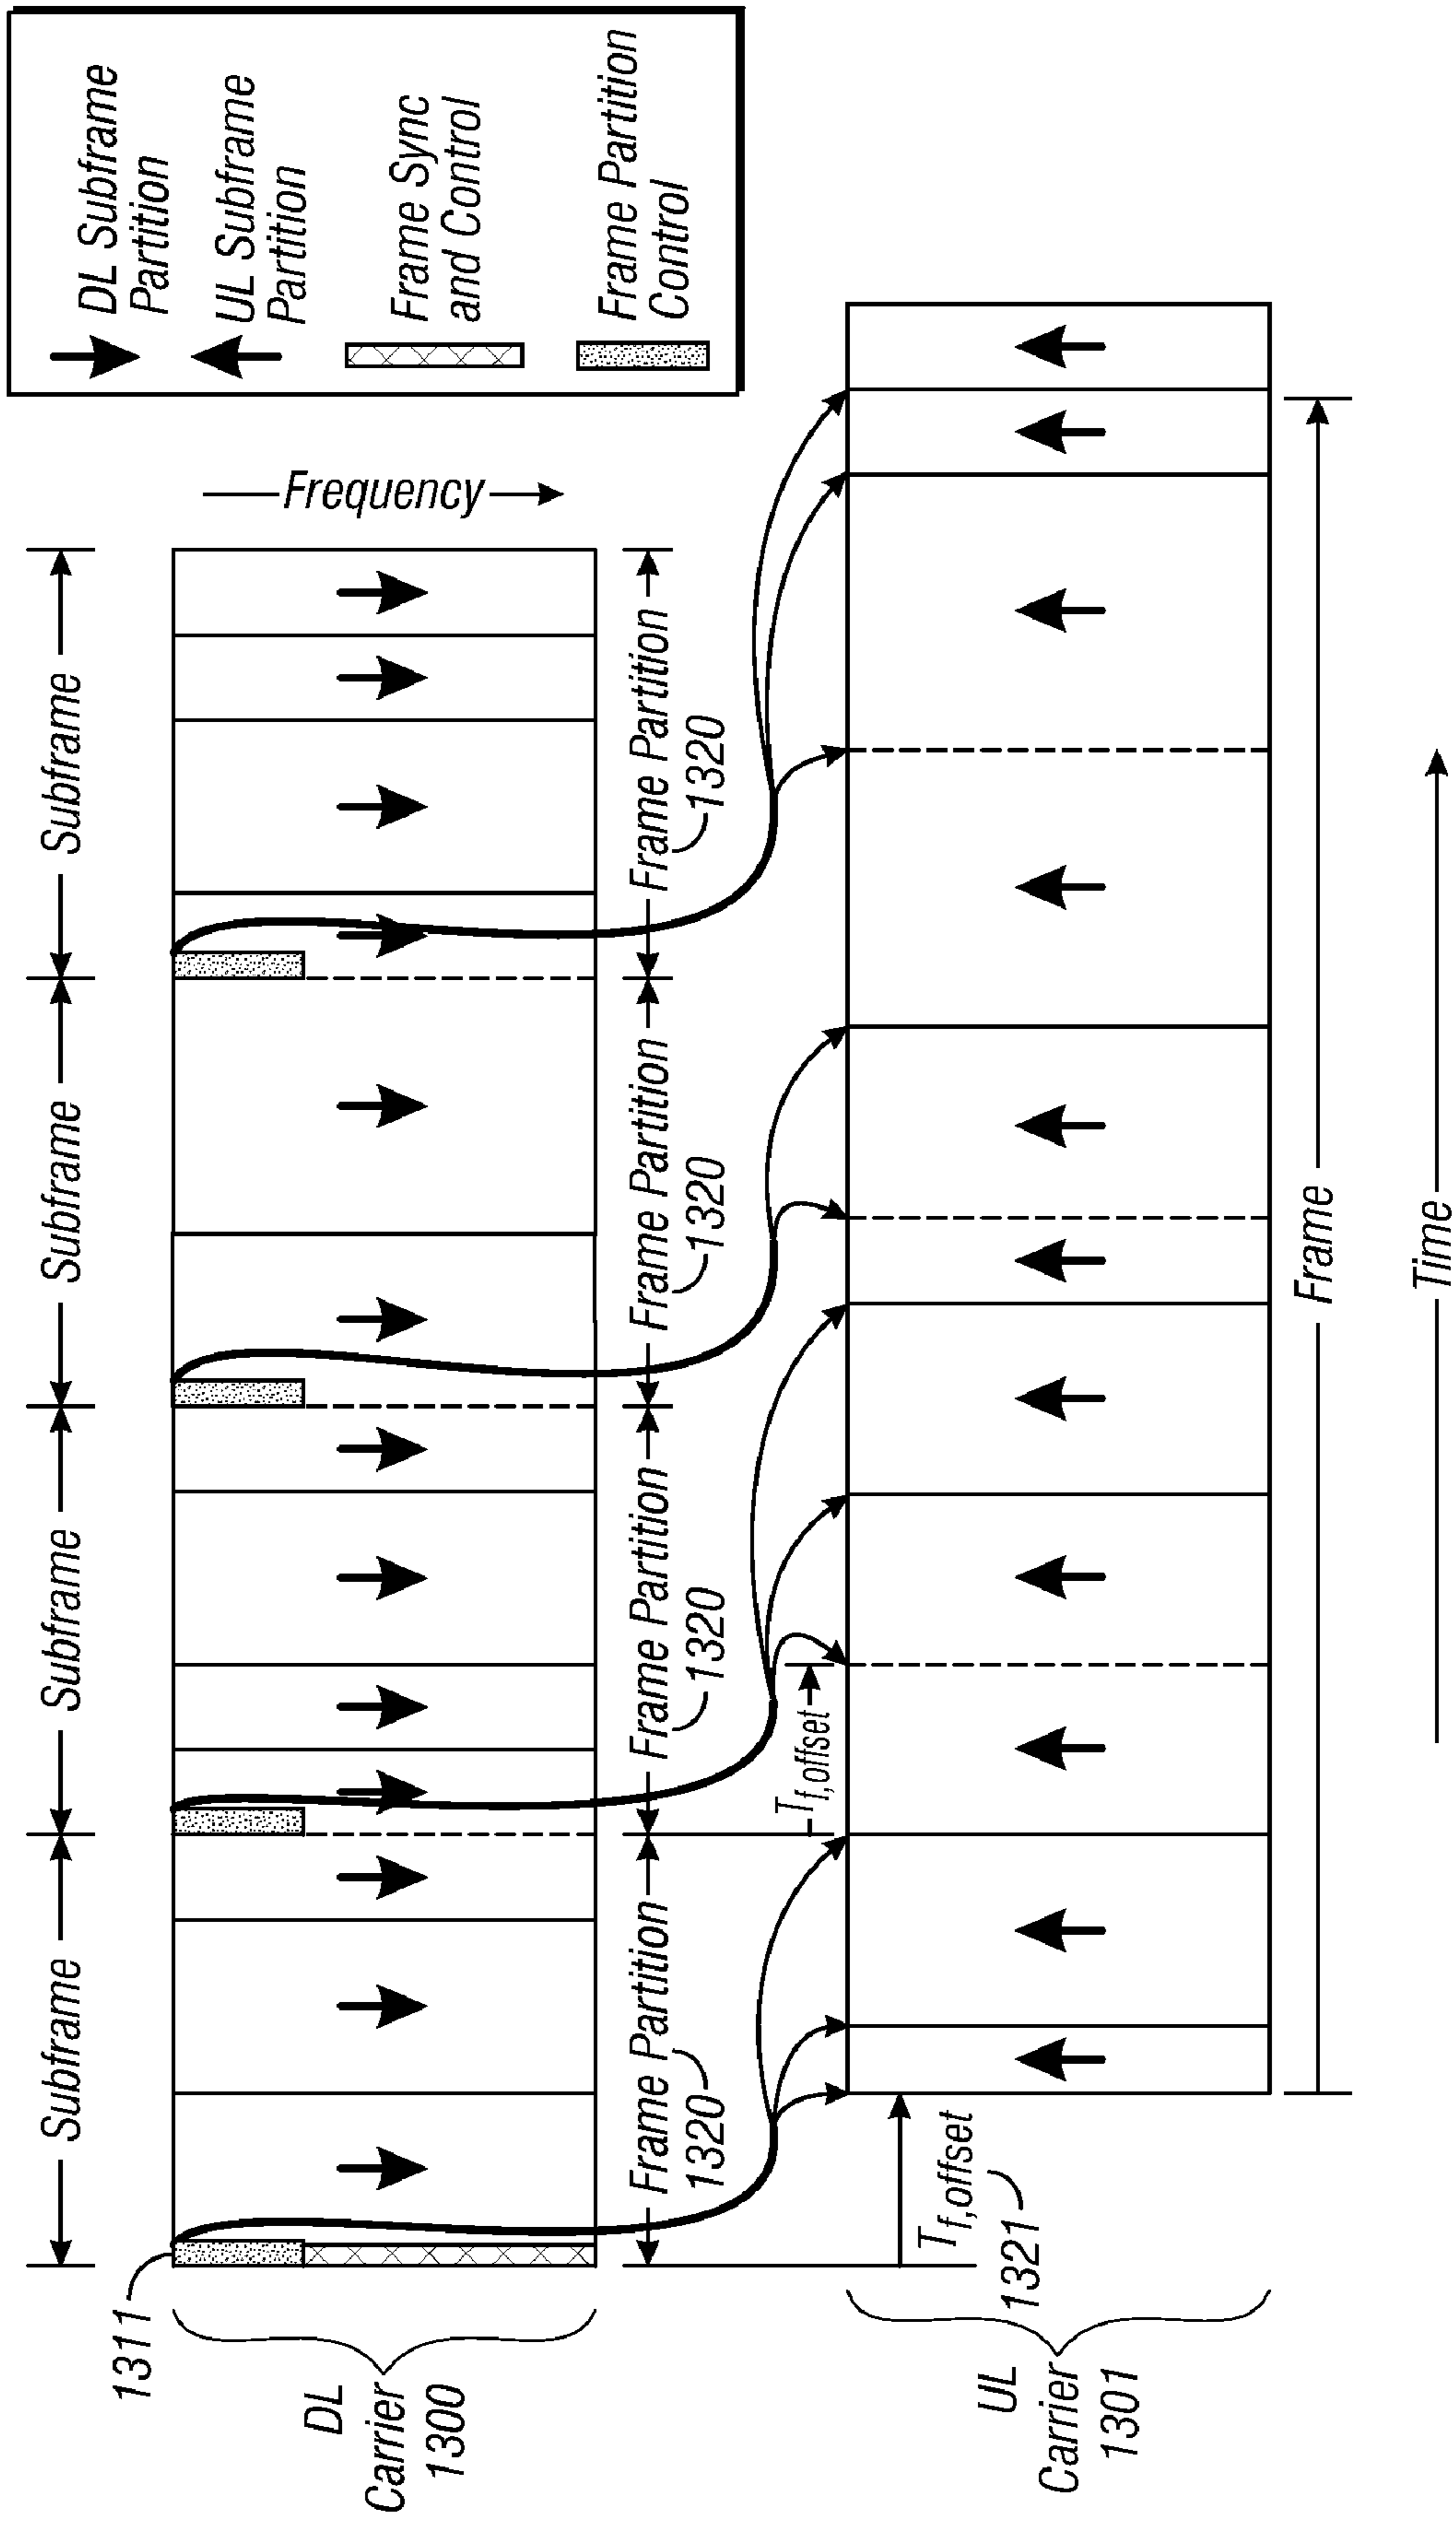 DL Subframe
Partition
UL Subframe
Partition
Frame Sync
and Control
Frame Partition
Control
Subframe
Subframe
Subframe
Subframe
Frequency
1311
DL
Carrier
1300
Frame Partition
1320
Frame Partition
1320
Frame Partition
1320
Frame Partition
1320
Tf,offset
Tf,offset
1321
UL
Carrier
1301
Frame
Time